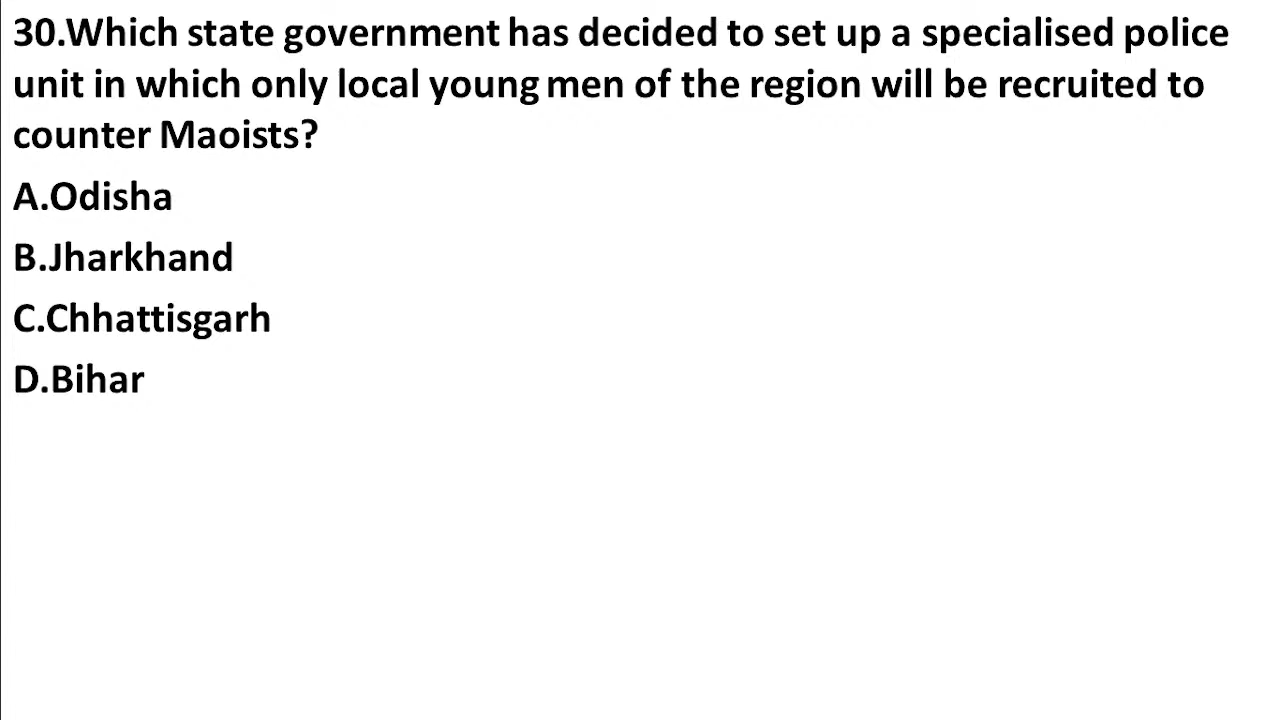 30.Which state government has decided to set up a specialised police
unit in which only local young men of the region will be recruited to
counter Maoists?
A.Odisha
B.Jharkhand
C.Chhattisgarh
D.Bihar